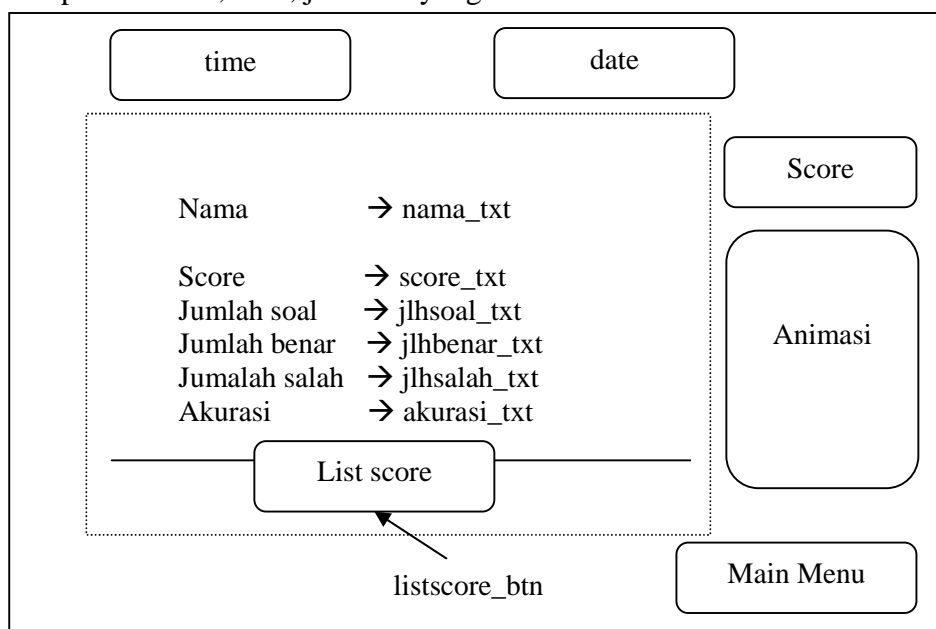 time
date
Score
Nama → nama_txt
Score → score_txt
Jumlah soal → jlhsoal_txt
Jumlah benar → jlhbenar_txt
Jumalah salah → jlhsalah_txt
Akurasi → akurasi_txt
Animasi
List score
listscore_btn
Main Menu